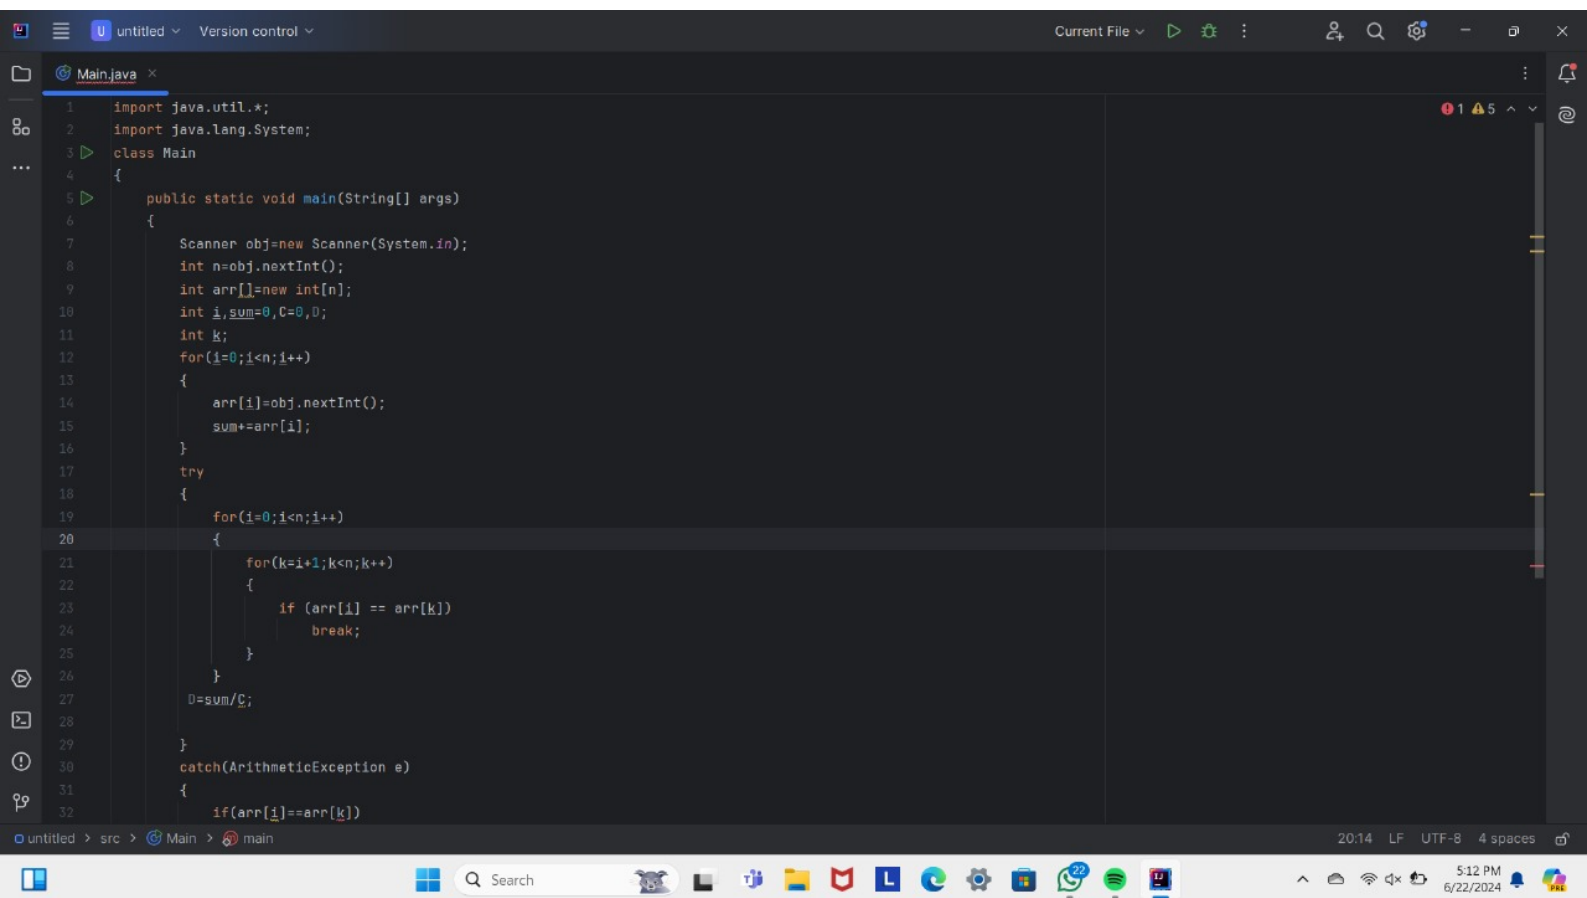 U untitled Version control Current File
Main.java
1 import java.util.*; 1 5
2 import java.lang.System;
3 class Main
4 {
5 public static void main(String[] args)
6 {
7 Scanner obj=new Scanner(System.in);
8 int n=obj.nextInt();
9 int arr[]=new int[n];
10 int i,sum=0,C=0,D;
11 int k;
12 for(i=0;i<n;i++)
13 {
14 arr[i]=obj.nextInt();
15 sum+=arr[i];
16 }
17 try
18 {
19 for(i=0;i<n;i++)
20 {
21 for(k=i+1;k<n;k++)
22 {
23 if (arr[i] == arr[k])
24 break;
25 }
26 }
27 D=sum/C;
28
29 }
30 catch(ArithmeticException e)
31 {
32 if(arr[i]==arr[k])
untitled > src > Main > main 20:14 LF UTF-8 4 spaces
Search L 22 5:12 PM
6/22/2024 PRE